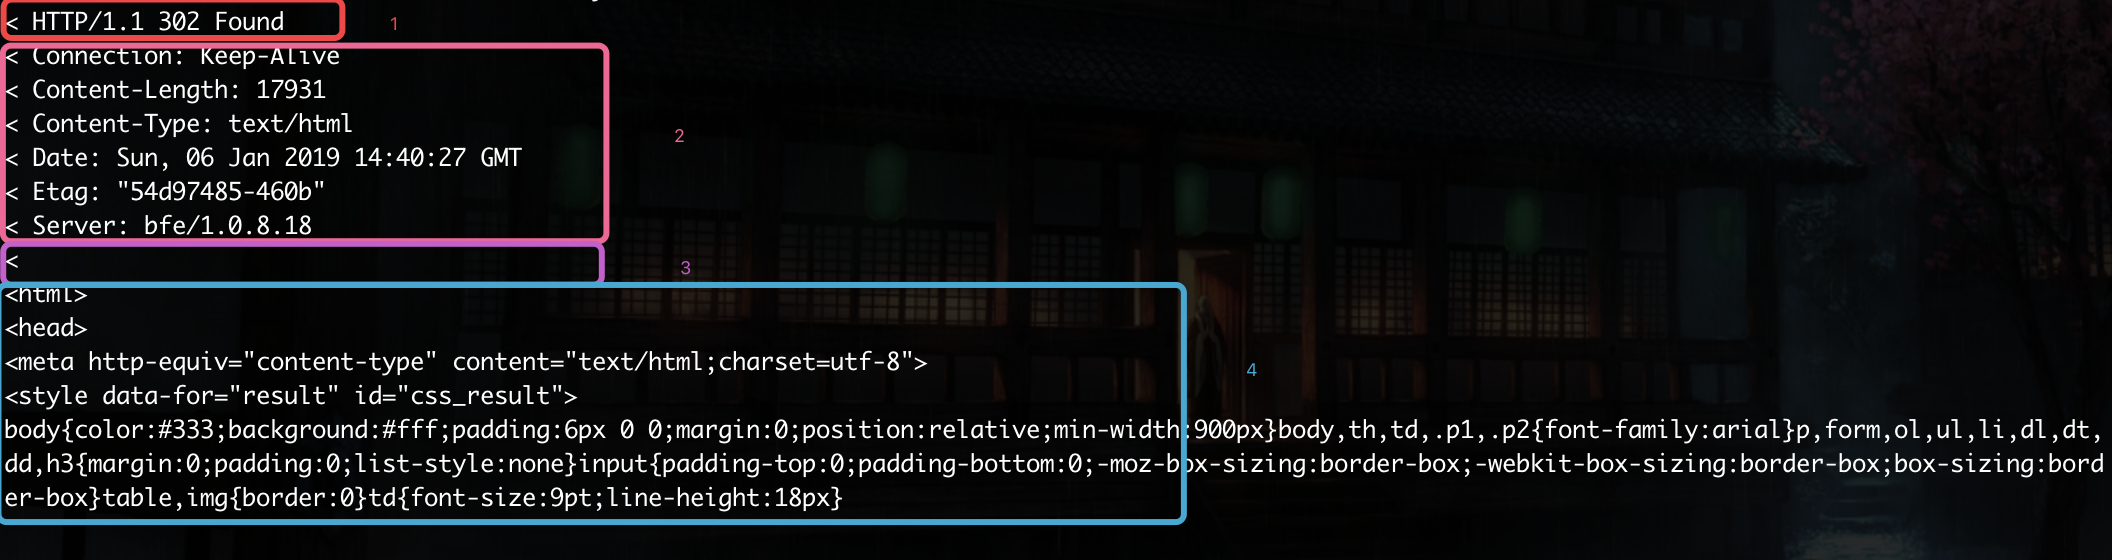 < HTTP/1.1 302 Found
1
< Connection: Keep-Alive
< Content-Length: 17931
< Content-Type: text/html
2
< Date: Sun, 06 Jan 2019 14:40:27 GMT
< Etag: "54d97485-460b"
< Server: bfe/1.0.8.18
<
3
<html>
<head>
<meta http-equiv="content-type" content="text/html;charset=utf-8">
4
<style data-for="result" id="css_result">
body{color:#333;background:#fff;padding:6px 0 0;margin:0;position:relative;min-width:900px}body,th,td,.p1,.p2{font-family:arial}p,form,ol,ul,li,dl,dt,
dd,h3{margin:0;padding:0;list-style:none}input{padding-top:0;padding-bottom:0;-moz-box-sizing:border-box;-webkit-box-sizing:border-box;box-sizing:bord
er-box}table,img{border:0}td{font-size:9pt;line-height:18px}